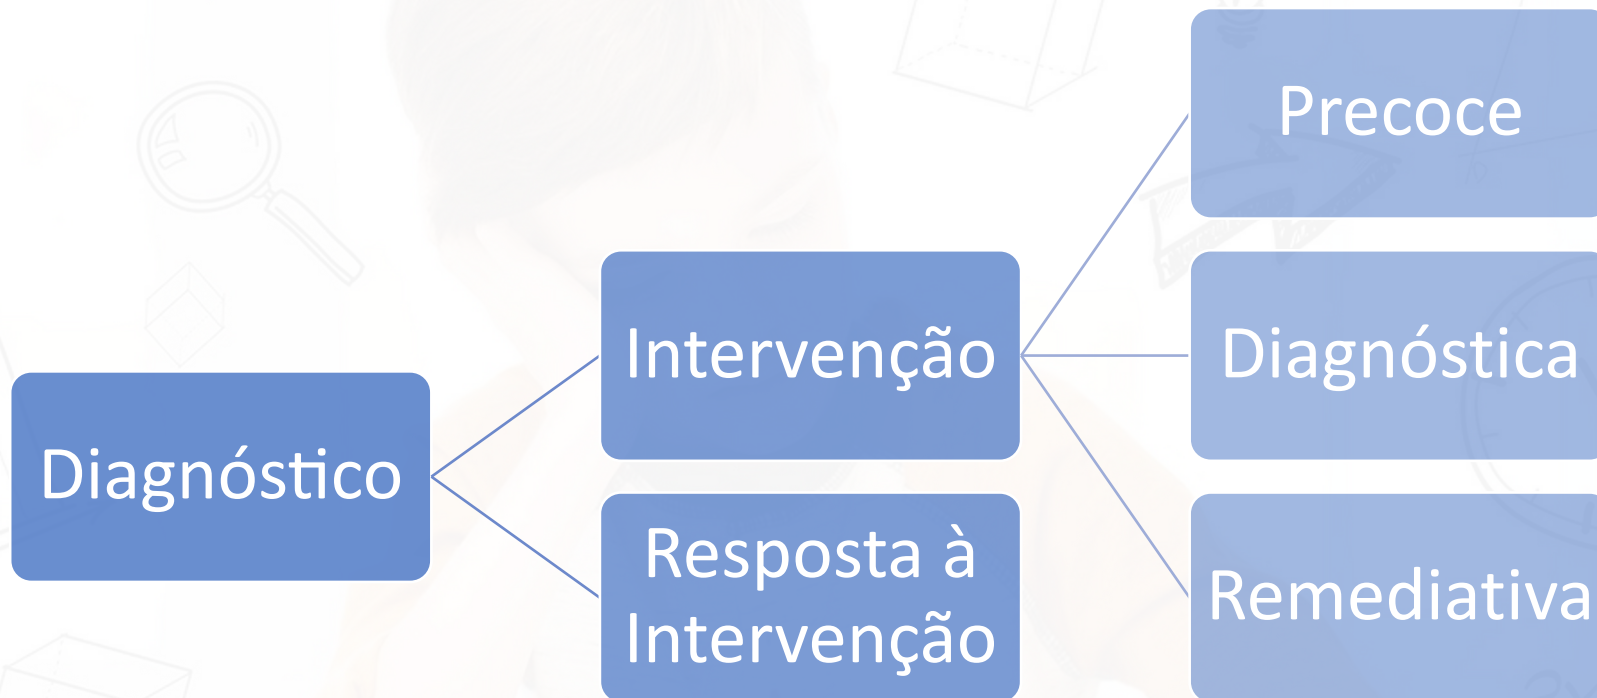 Diagnóstico
Intervenção
Resposta à
Intervenção
Precoce
Diagnóstica
Remediativa